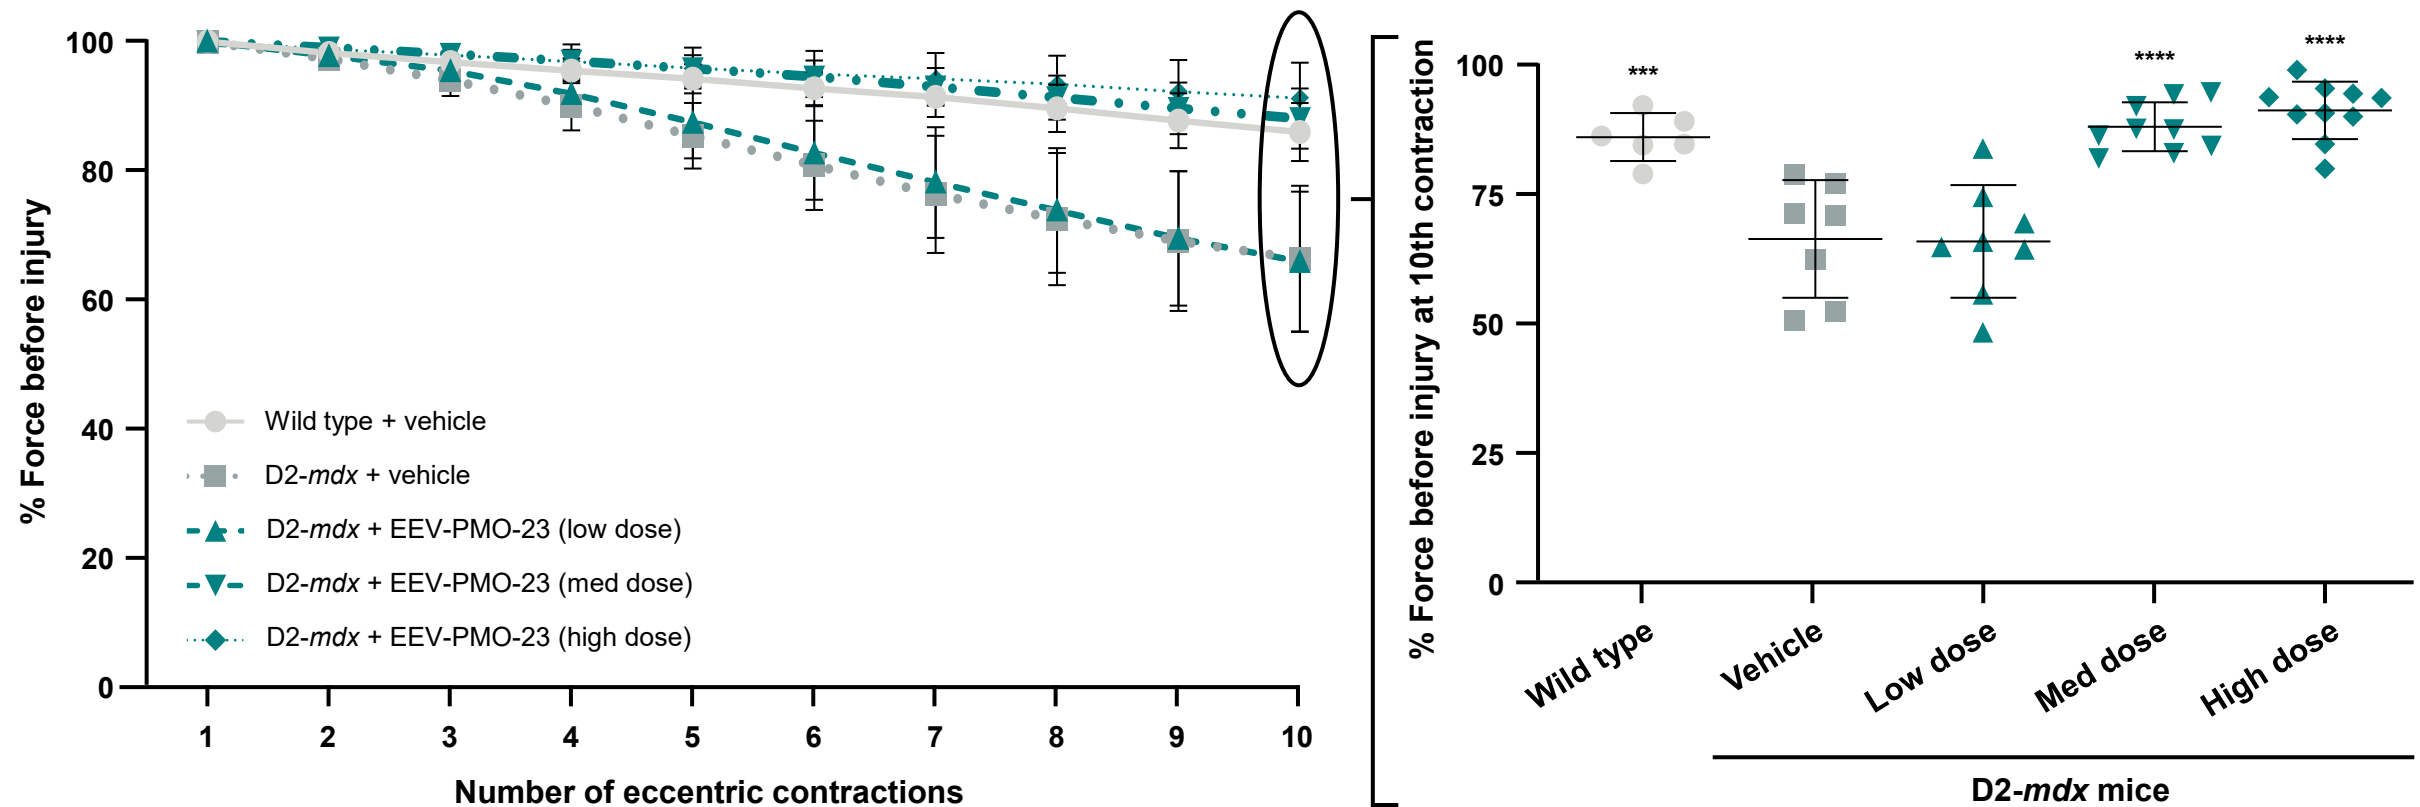 % Force before injury
100
80
60
40
20
0
Wild type + vehicle
D2-mdx + vehicle
D2-mdx + EEV-PMO-23 (low dose)
D2-mdx + EEV-PMO-23 (med dose)
D2-mdx + EEV-PMO-23 (high dose)
1 2 3 4 5 6 7 8 9 10
Number of eccentric contractions
% Force before injury at 10th contraction
100
75
50
25
0
***
****
****
Wild type
Vehicle
Low dose
Med dose
High dose
D2-mdx mice